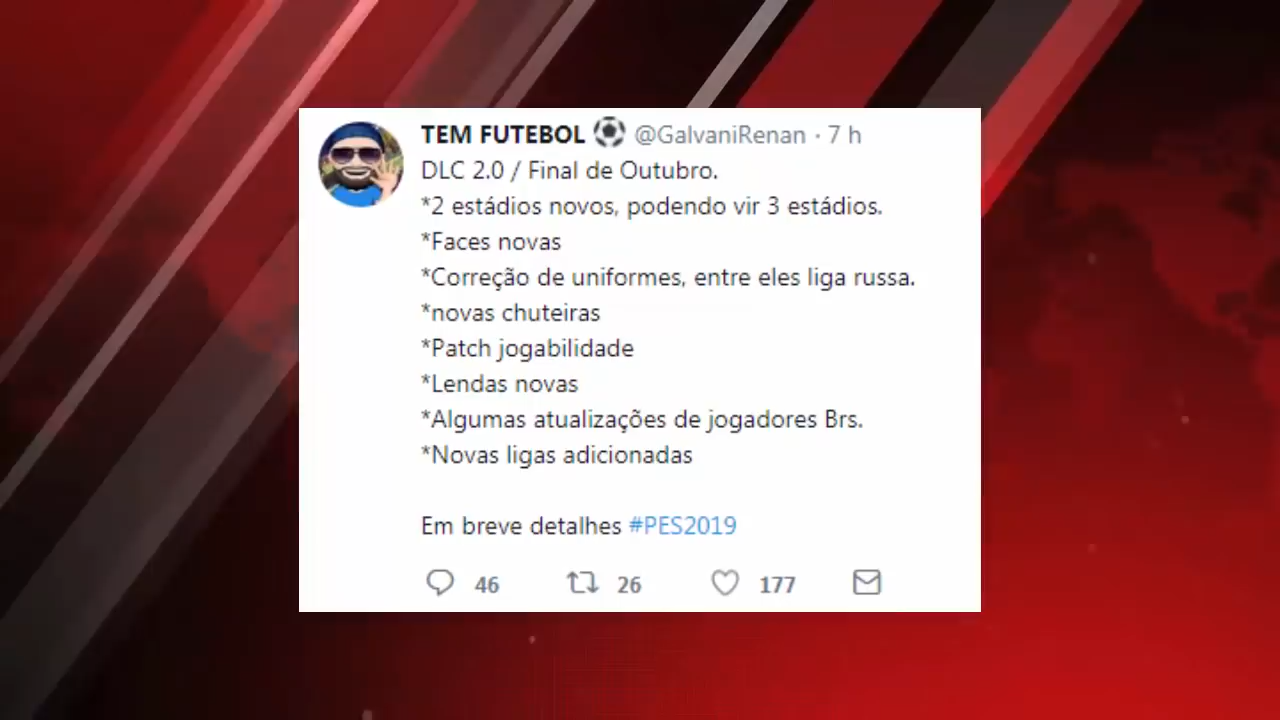 TEM FUTEBOL ⚽ @GalvaniRenan · 7 h
DLC 2.0 / Final de Outubro.
*2 estádios novos, podendo vir 3 estádios.
*Faces novas
*Correção de uniformes, entre eles liga russa.
*novas chuteiras
*Patch jogabilidade
*Lendas novas
*Algumas atualizações de jogadores Brs.
*Novas ligas adicionadas
Em breve detalhes #PES2019
46 26 177